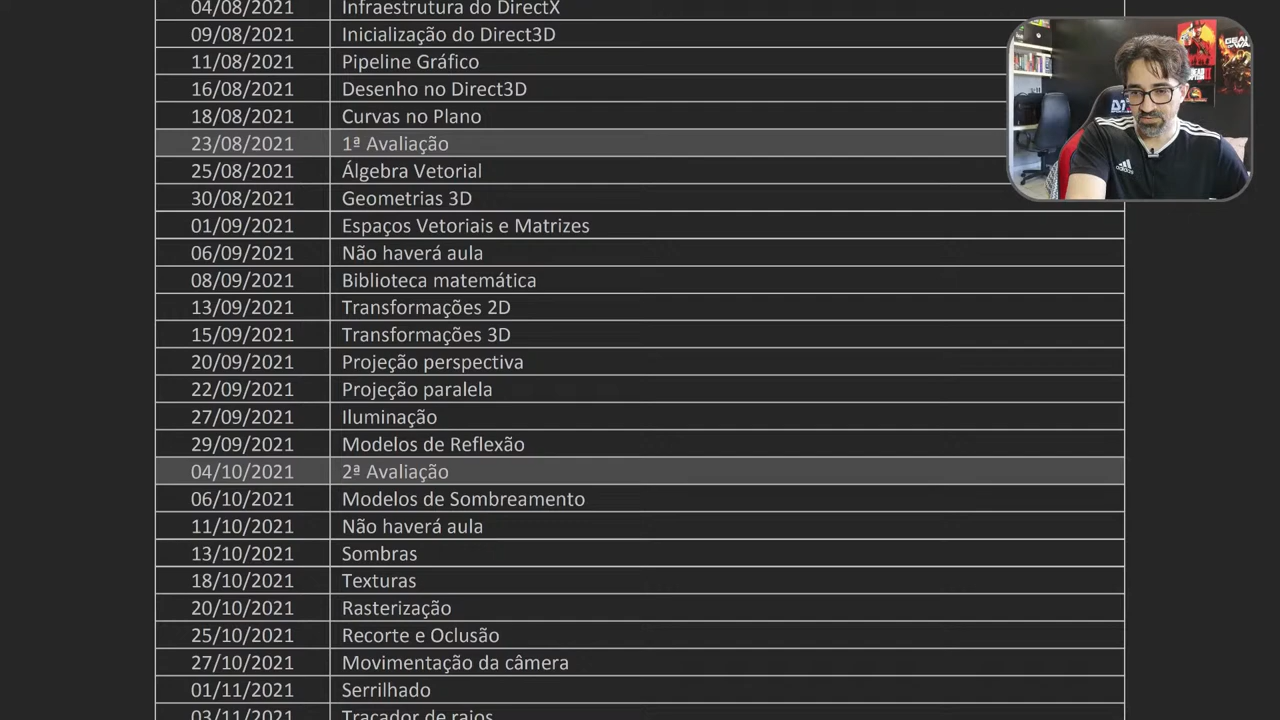 04/08/2021 Infraestrutura do DirectX
09/08/2021 Inicialização do Direct3D
11/08/2021 Pipeline Gráfico
16/08/2021 Desenho no Direct3D
18/08/2021 Curvas no Plano
23/08/2021 1ª Avaliação
25/08/2021 Álgebra Vetorial
30/08/2021 Geometrias 3D
01/09/2021 Espaços Vetoriais e Matrizes
06/09/2021 Não haverá aula
08/09/2021 Biblioteca matemática
13/09/2021 Transformações 2D
15/09/2021 Transformações 3D
20/09/2021 Projeção perspectiva
22/09/2021 Projeção paralela
27/09/2021 Iluminação
29/09/2021 Modelos de Reflexão
04/10/2021 2ª Avaliação
06/10/2021 Modelos de Sombreamento
11/10/2021 Não haverá aula
13/10/2021 Sombras
18/10/2021 Texturas
20/10/2021 Rasterização
25/10/2021 Recorte e Oclusão
27/10/2021 Movimentação da câmera
01/11/2021 Serrilhado
03/11/2021 Traçador de raios
adidas